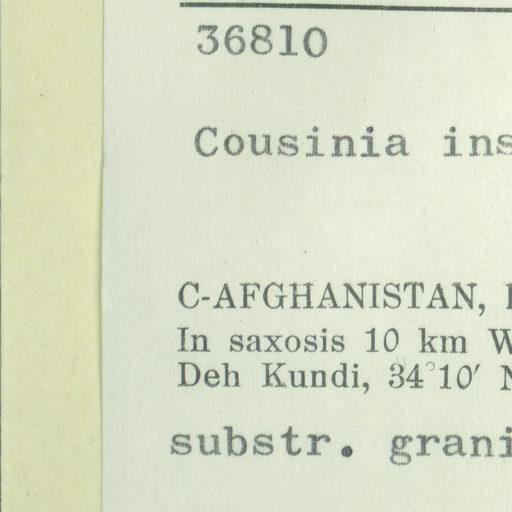 36810
Cousinia ins
C-AFGHANISTAN,
In saxosis 10 km W
Deh Kundi, 34°10′ N
substr. grani